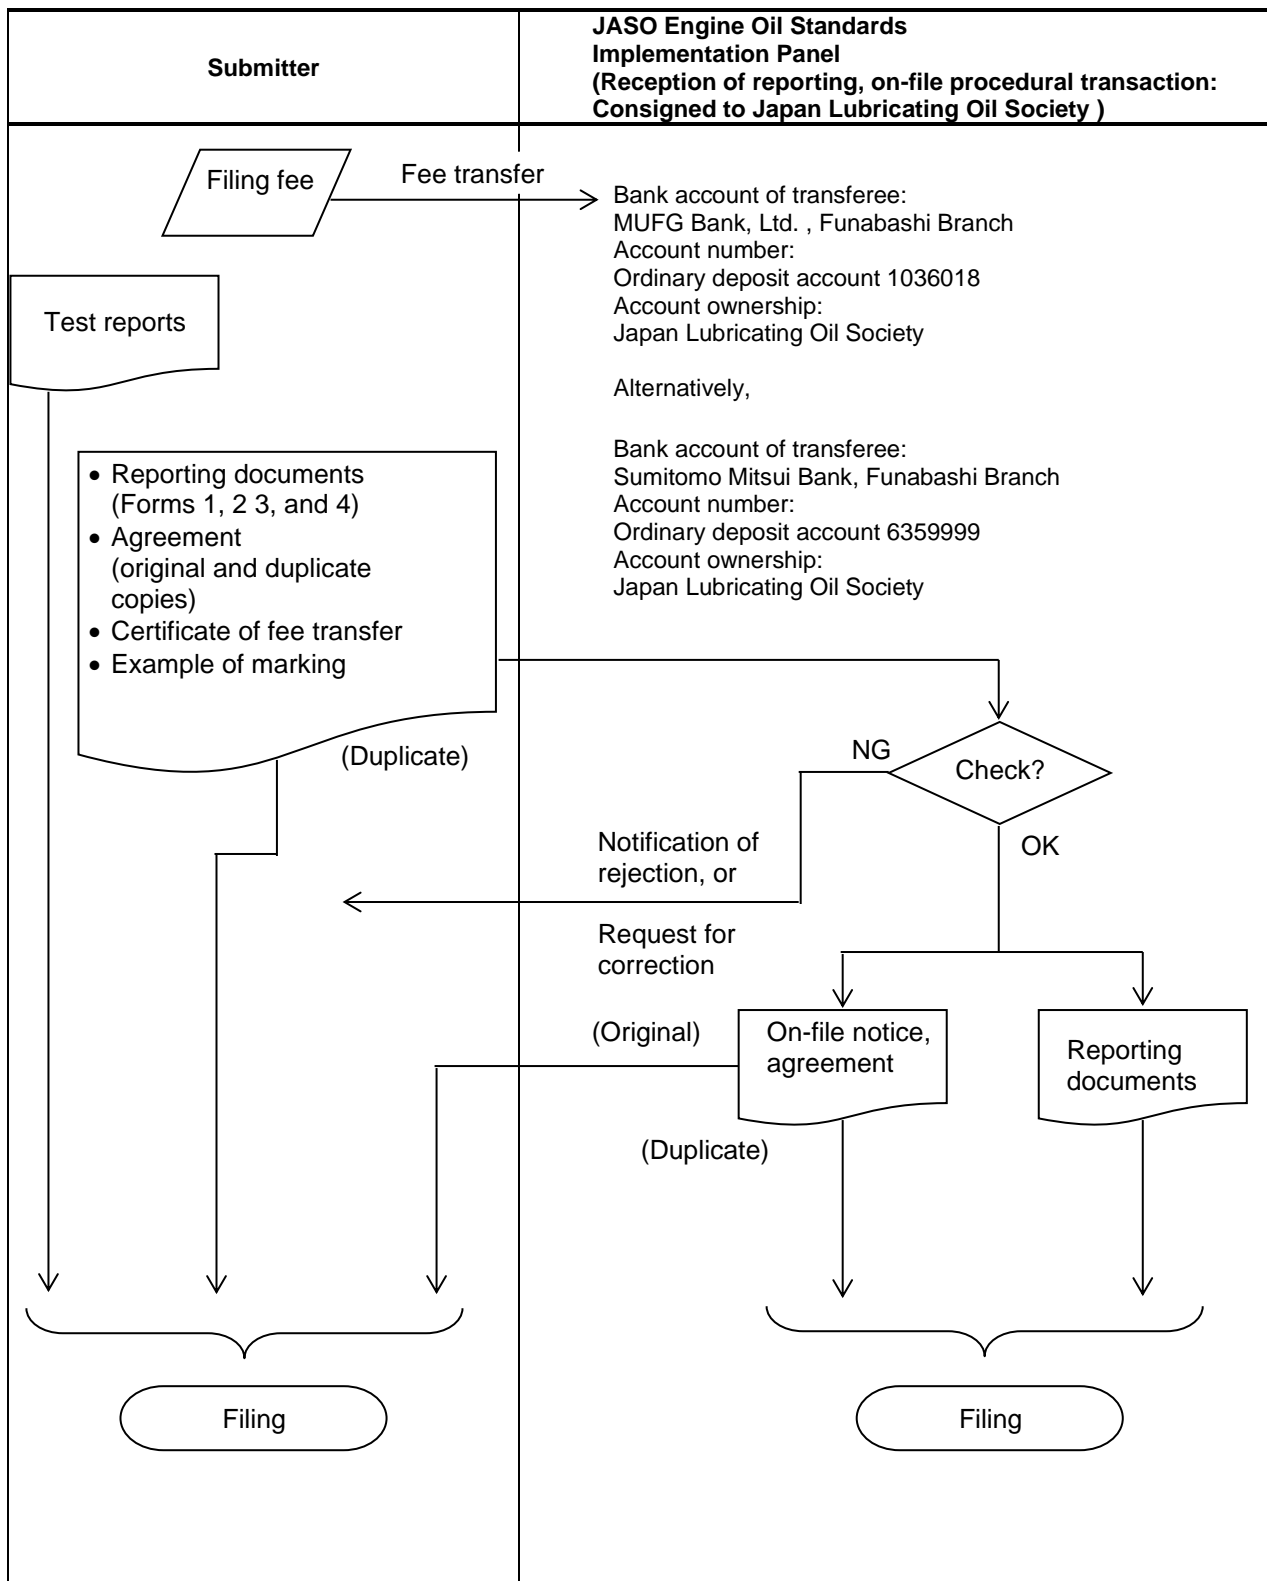 Submitter
JASO Engine Oil Standards
Implementation Panel
(Reception of reporting, on-file procedural transaction:
Consigned to Japan Lubricating Oil Society )
Filing fee
Fee transfer
Bank account of transferee:
MUFG Bank, Ltd. , Funabashi Branch
Account number:
Ordinary deposit account 1036018
Account ownership:
Japan Lubricating Oil Society
Test reports
Alternatively,
Bank account of transferee:
Sumitomo Mitsui Bank, Funabashi Branch
Account number:
Ordinary deposit account 6359999
Account ownership:
Japan Lubricating Oil Society
• Reporting documents
(Forms 1, 2 3, and 4)
• Agreement
(original and duplicate
copies)
• Certificate of fee transfer
• Example of marking
(Duplicate)
NG
Check?
OK
Notification of
rejection, or
Request for
correction
(Original)
On-file notice,
agreement
Reporting
documents
(Duplicate)
Filing
Filing